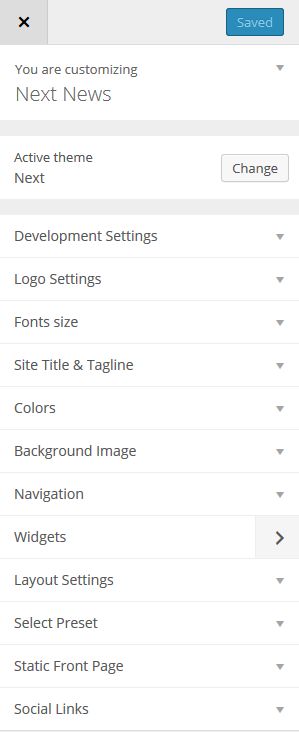 Saved
You are customizing
Next News
Active theme
Next
Change
Development Settings
Logo Settings
Fonts size
Site Title & Tagline
Colors
Background Image
Navigation
Widgets
Layout Settings
Select Preset
Static Front Page
Social Links